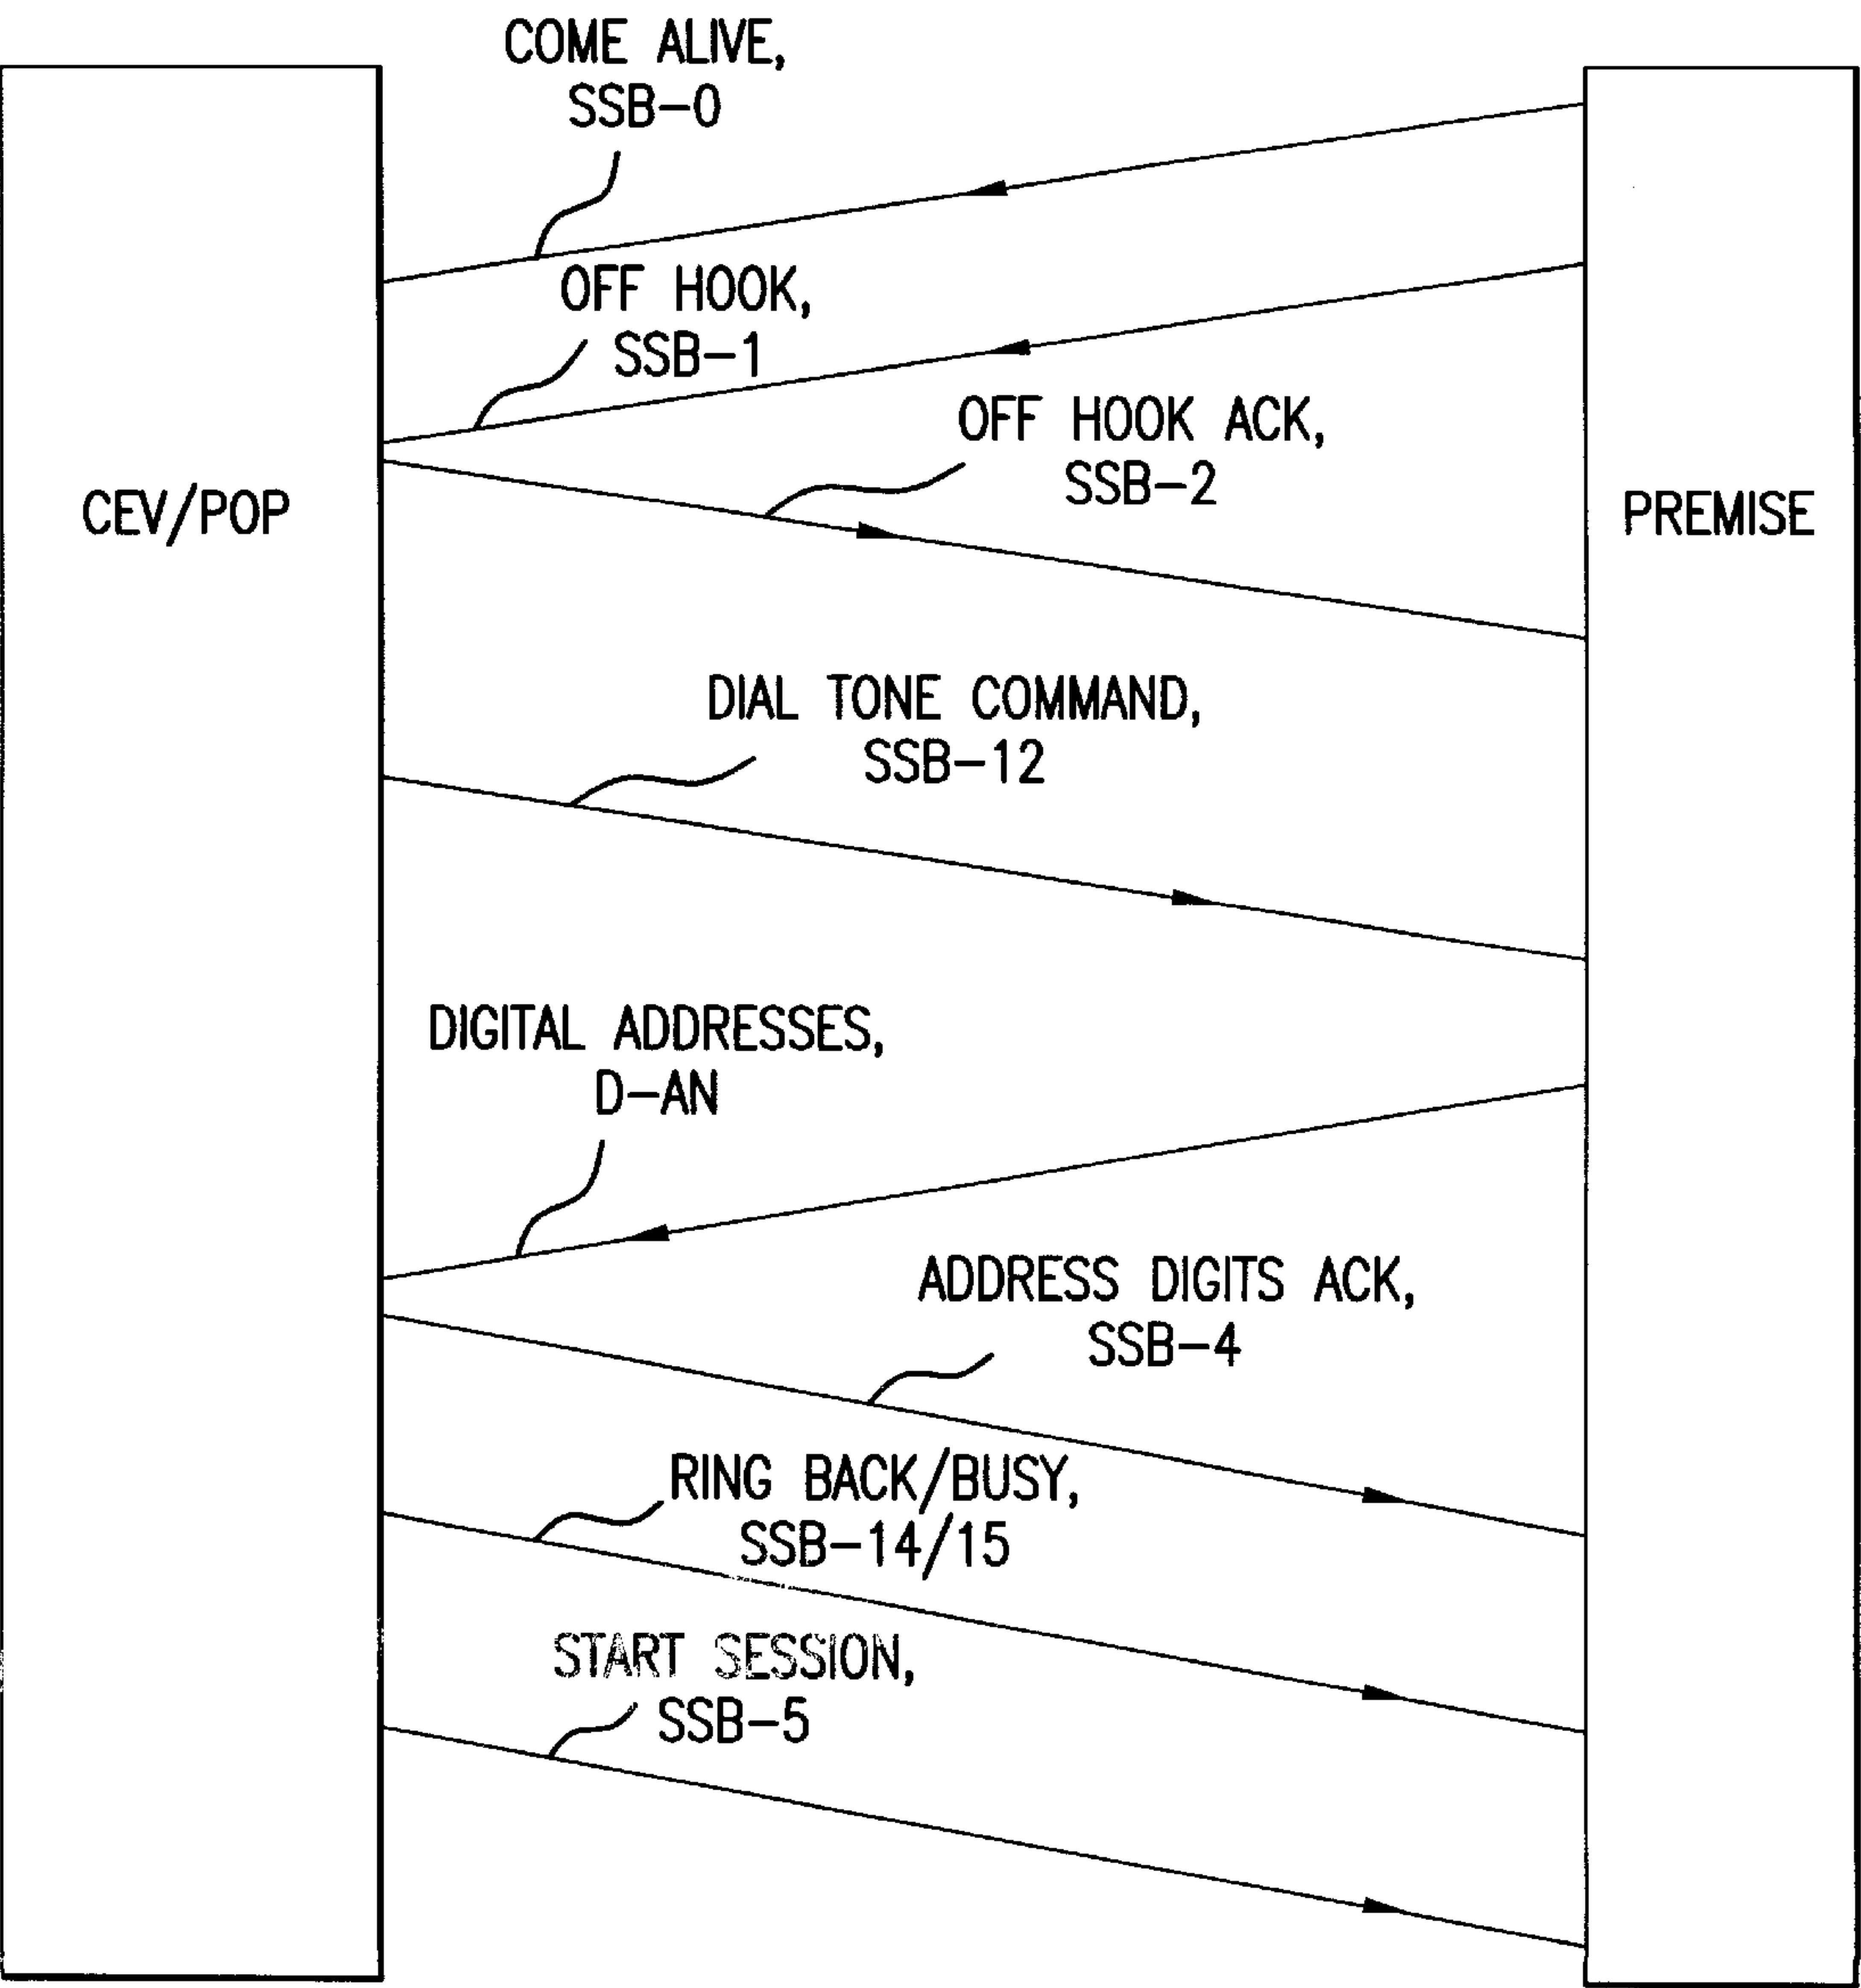 COME ALIVE,
SSB-0
OFF HOOK,
SSB-1
OFF HOOK ACK,
SSB-2
CEV/POP
PREMISE
DIAL TONE COMMAND,
SSB-12
DIGITAL ADDRESSES,
D-AN
ADDRESS DIGITS ACK,
SSB-4
RING BACK/BUSY,
SSB-14/15
START SESSION,
SSB-5